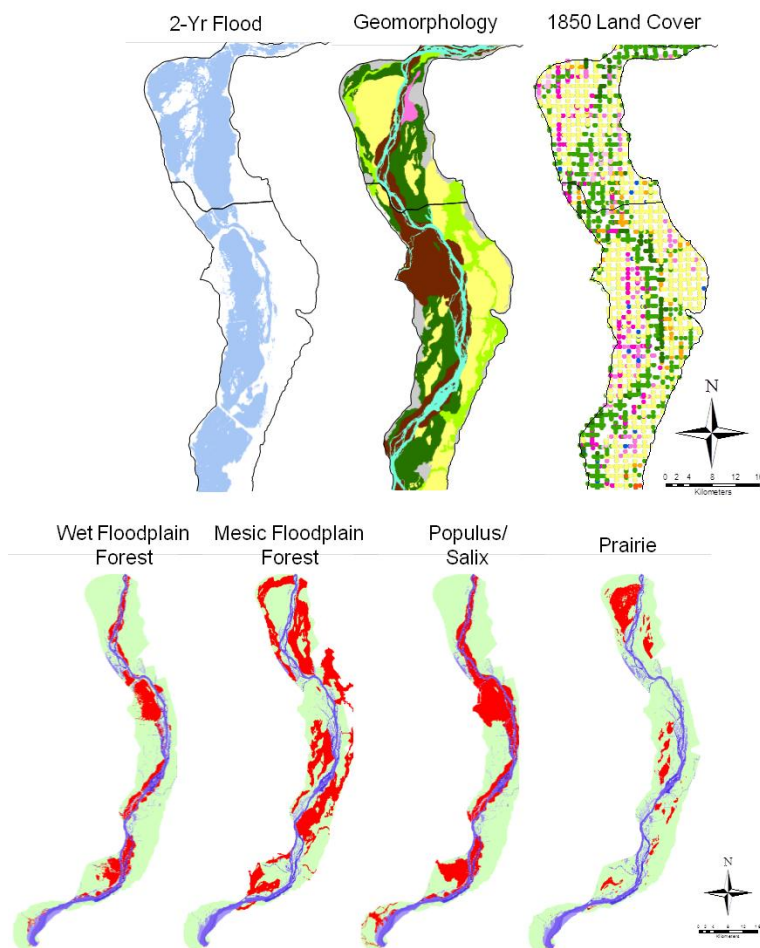 2-Yr Flood
Geomorphology
1850 Land Cover
N
0 2 4 8 12 16
Kilometers
Wet Floodplain
Forest
Mesic Floodplain
Forest
Populus/
Salix
Prairie
N
Kilometers